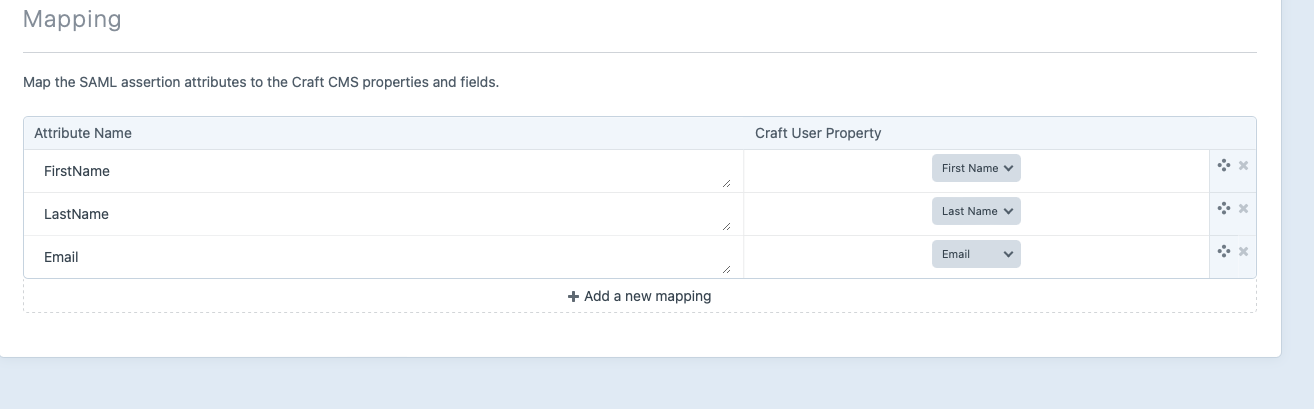 Mapping
Map the SAML assertion attributes to the Craft CMS properties and fields.
Attribute Name Craft User Property
FirstName First Name
LastName Last Name
Email Email
Add a new mapping